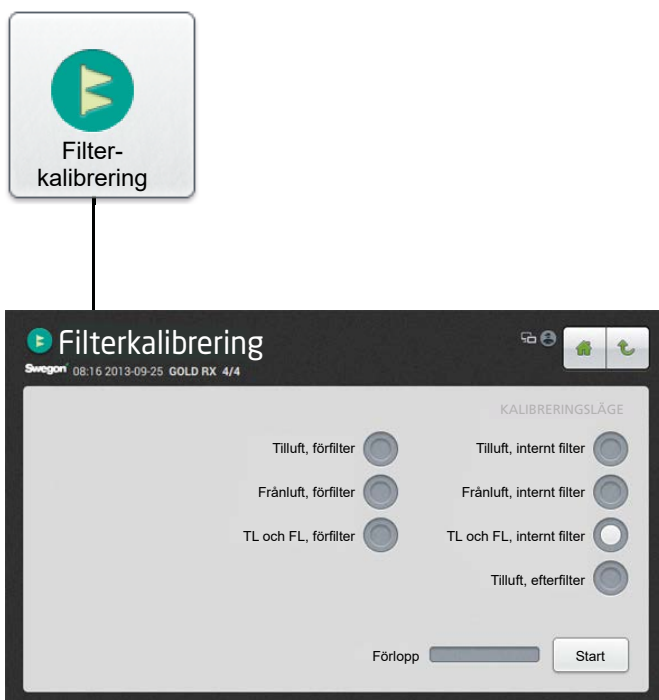 Filter-
kalibrering
Filterkalibrering
Swegon 08:16 2013-09-25 GOLD RX 4/4
KALIBRERINGSLÄGE
Tilluft, förfilter
Tilluft, internt filter
Frånluft, förfilter
Frånluft, internt filter
TL och FL, förfilter
TL och FL, internt filter
Tilluft, efterfilter
Förlopp
Start